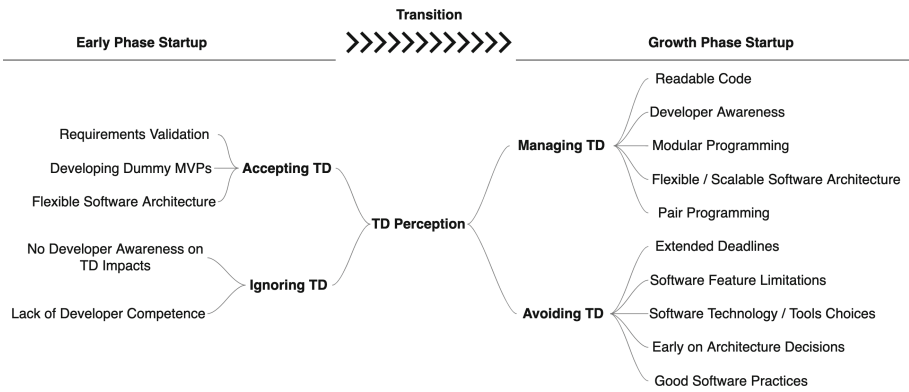 Transition
Early Phase Startup
Growth Phase Startup
Requirements Validation
Developing Dummy MVPs
Flexible Software Architecture
Accepting TD
No Developer Awareness on
TD Impacts
Lack of Developer Competence
Ignoring TD
TD Perception
Managing TD
Readable Code
Developer Awareness
Modular Programming
Flexible / Scalable Software Architecture
Pair Programming
Avoiding TD
Extended Deadlines
Software Feature Limitations
Software Technology / Tools Choices
Early on Architecture Decisions
Good Software Practices